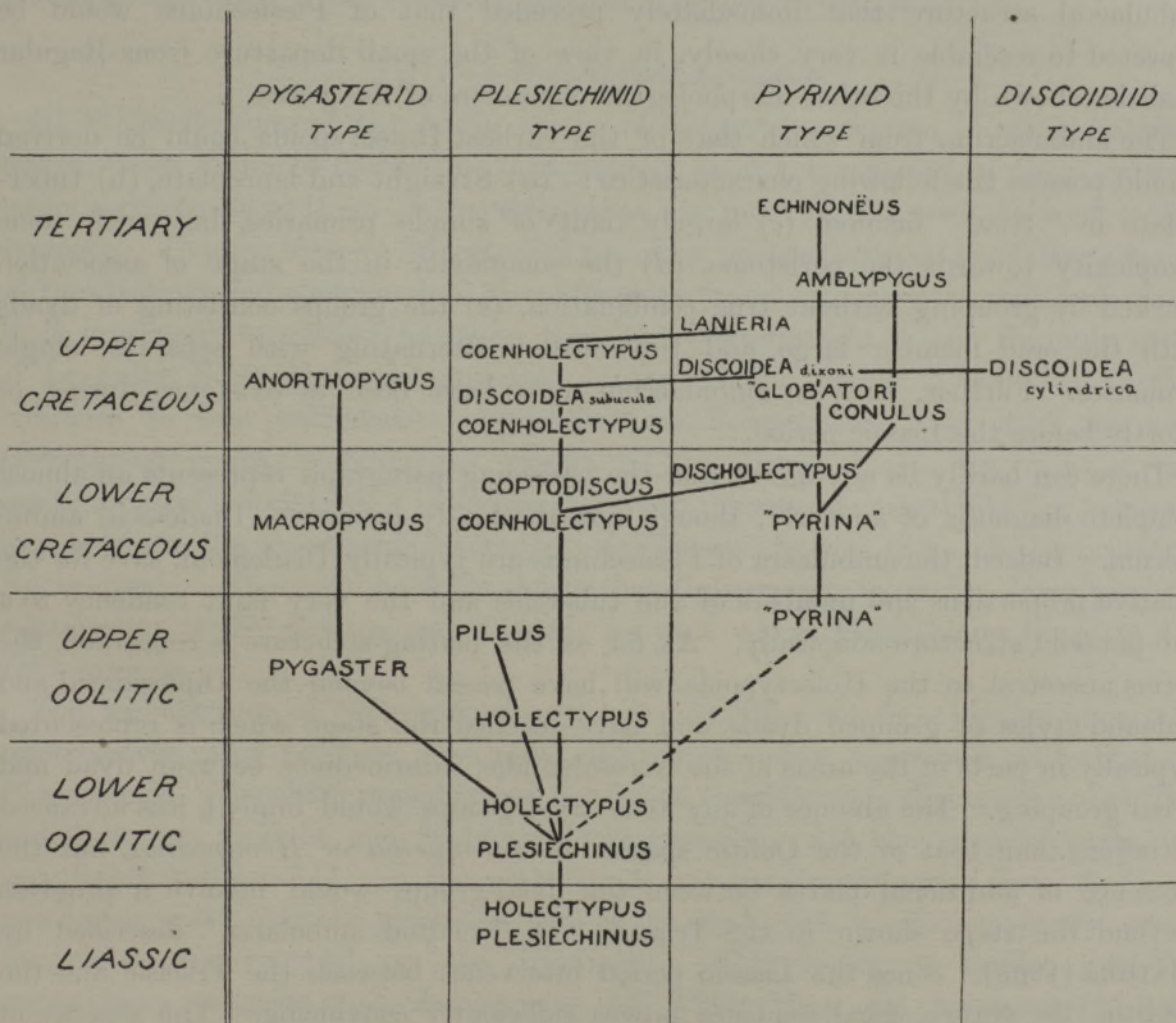 PYGASTERID PLESIECHINID PYRINID DISCOIDIID
TYPE TYPE TYPE TYPE
TERTIARY
ECHINONËUS
AMBLYPYGUS
UPPER
CRETACEOUS
LANIERIA
COENHOLECTYPUS
ANORTHOPYGUS
DISCOIDEA dixoni
DISCOIDEA
cylindrica
"GLOBATOR"
DISCOIDEA subucula
CONULUS
COENHOLECTYPUS
LOWER
CRETACEOUS
DISCHOLECTYPUS
COPTODISCUS
MACROPYGUS COENHOLECTYPUS "PYRINA"
UPPER
OOLITIC
"PYRINA"
PILEUS
PYGASTER
HOLECTYPUS
LOWER
OOLITIC
HOLECTYPUS
PLESIECHINUS
LIASSIC
HOLECTYPUS
PLESIECHINUS